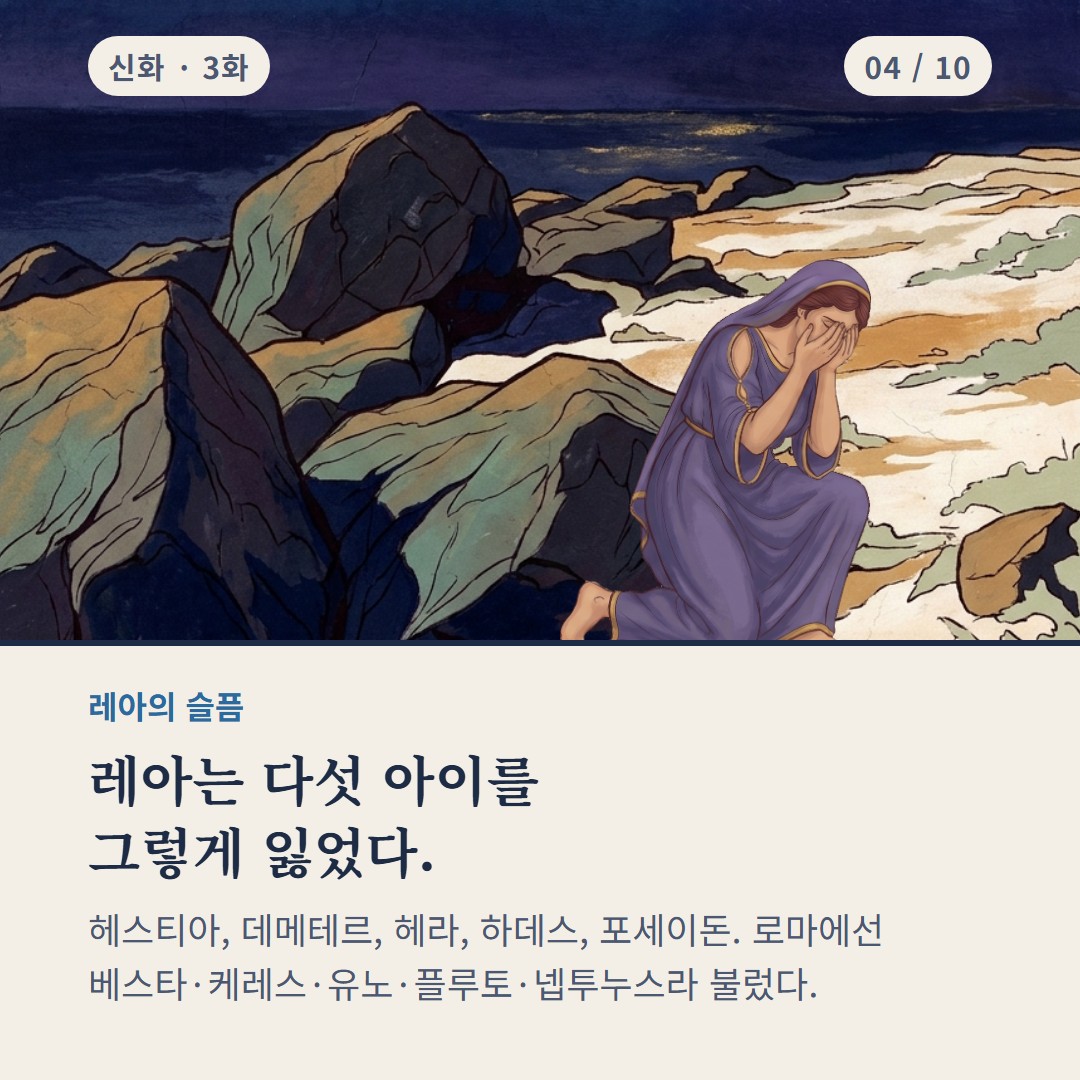 신화 · 3화
04 / 10
레아의 슬픔
레아는 다섯 아이를
그렇게 잃었다.
헤스티아, 데메테르, 헤라, 하데스, 포세이돈. 로마에선
베스타·케레스·유노·플루토·넵투누스라 불렀다.